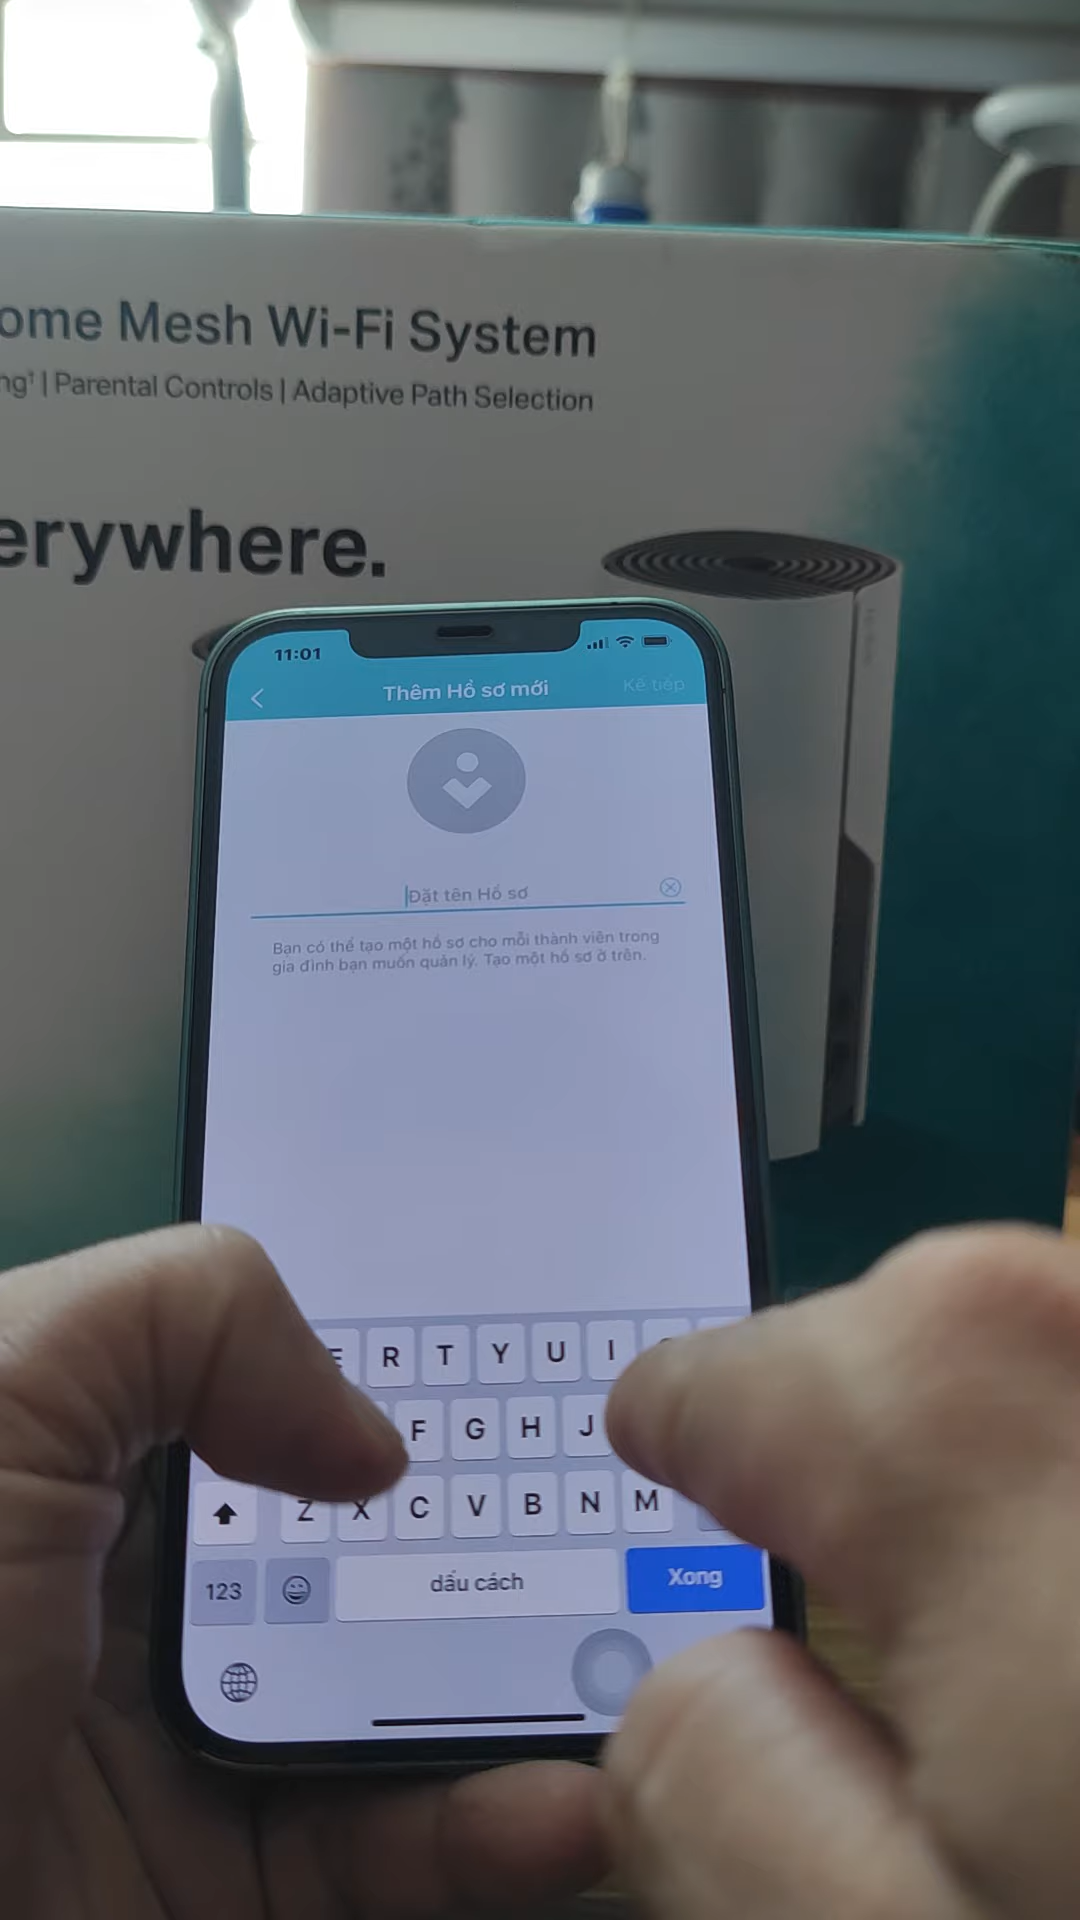 ome Mesh Wi-Fi System
ng† | Parental Controls | Adaptive Path Selection
erywhere.
11:01
Thêm Hồ sơ mới
Kế tiếp
Đặt tên Hồ sơ
Bạn có thể tạo một hồ sơ cho mỗi thành viên trong
gia đình bạn muốn quản lý. Tạo một hồ sơ ở trên.
E R T Y U I
F G H J
Z X C V B N M
123 dấu cách Xong